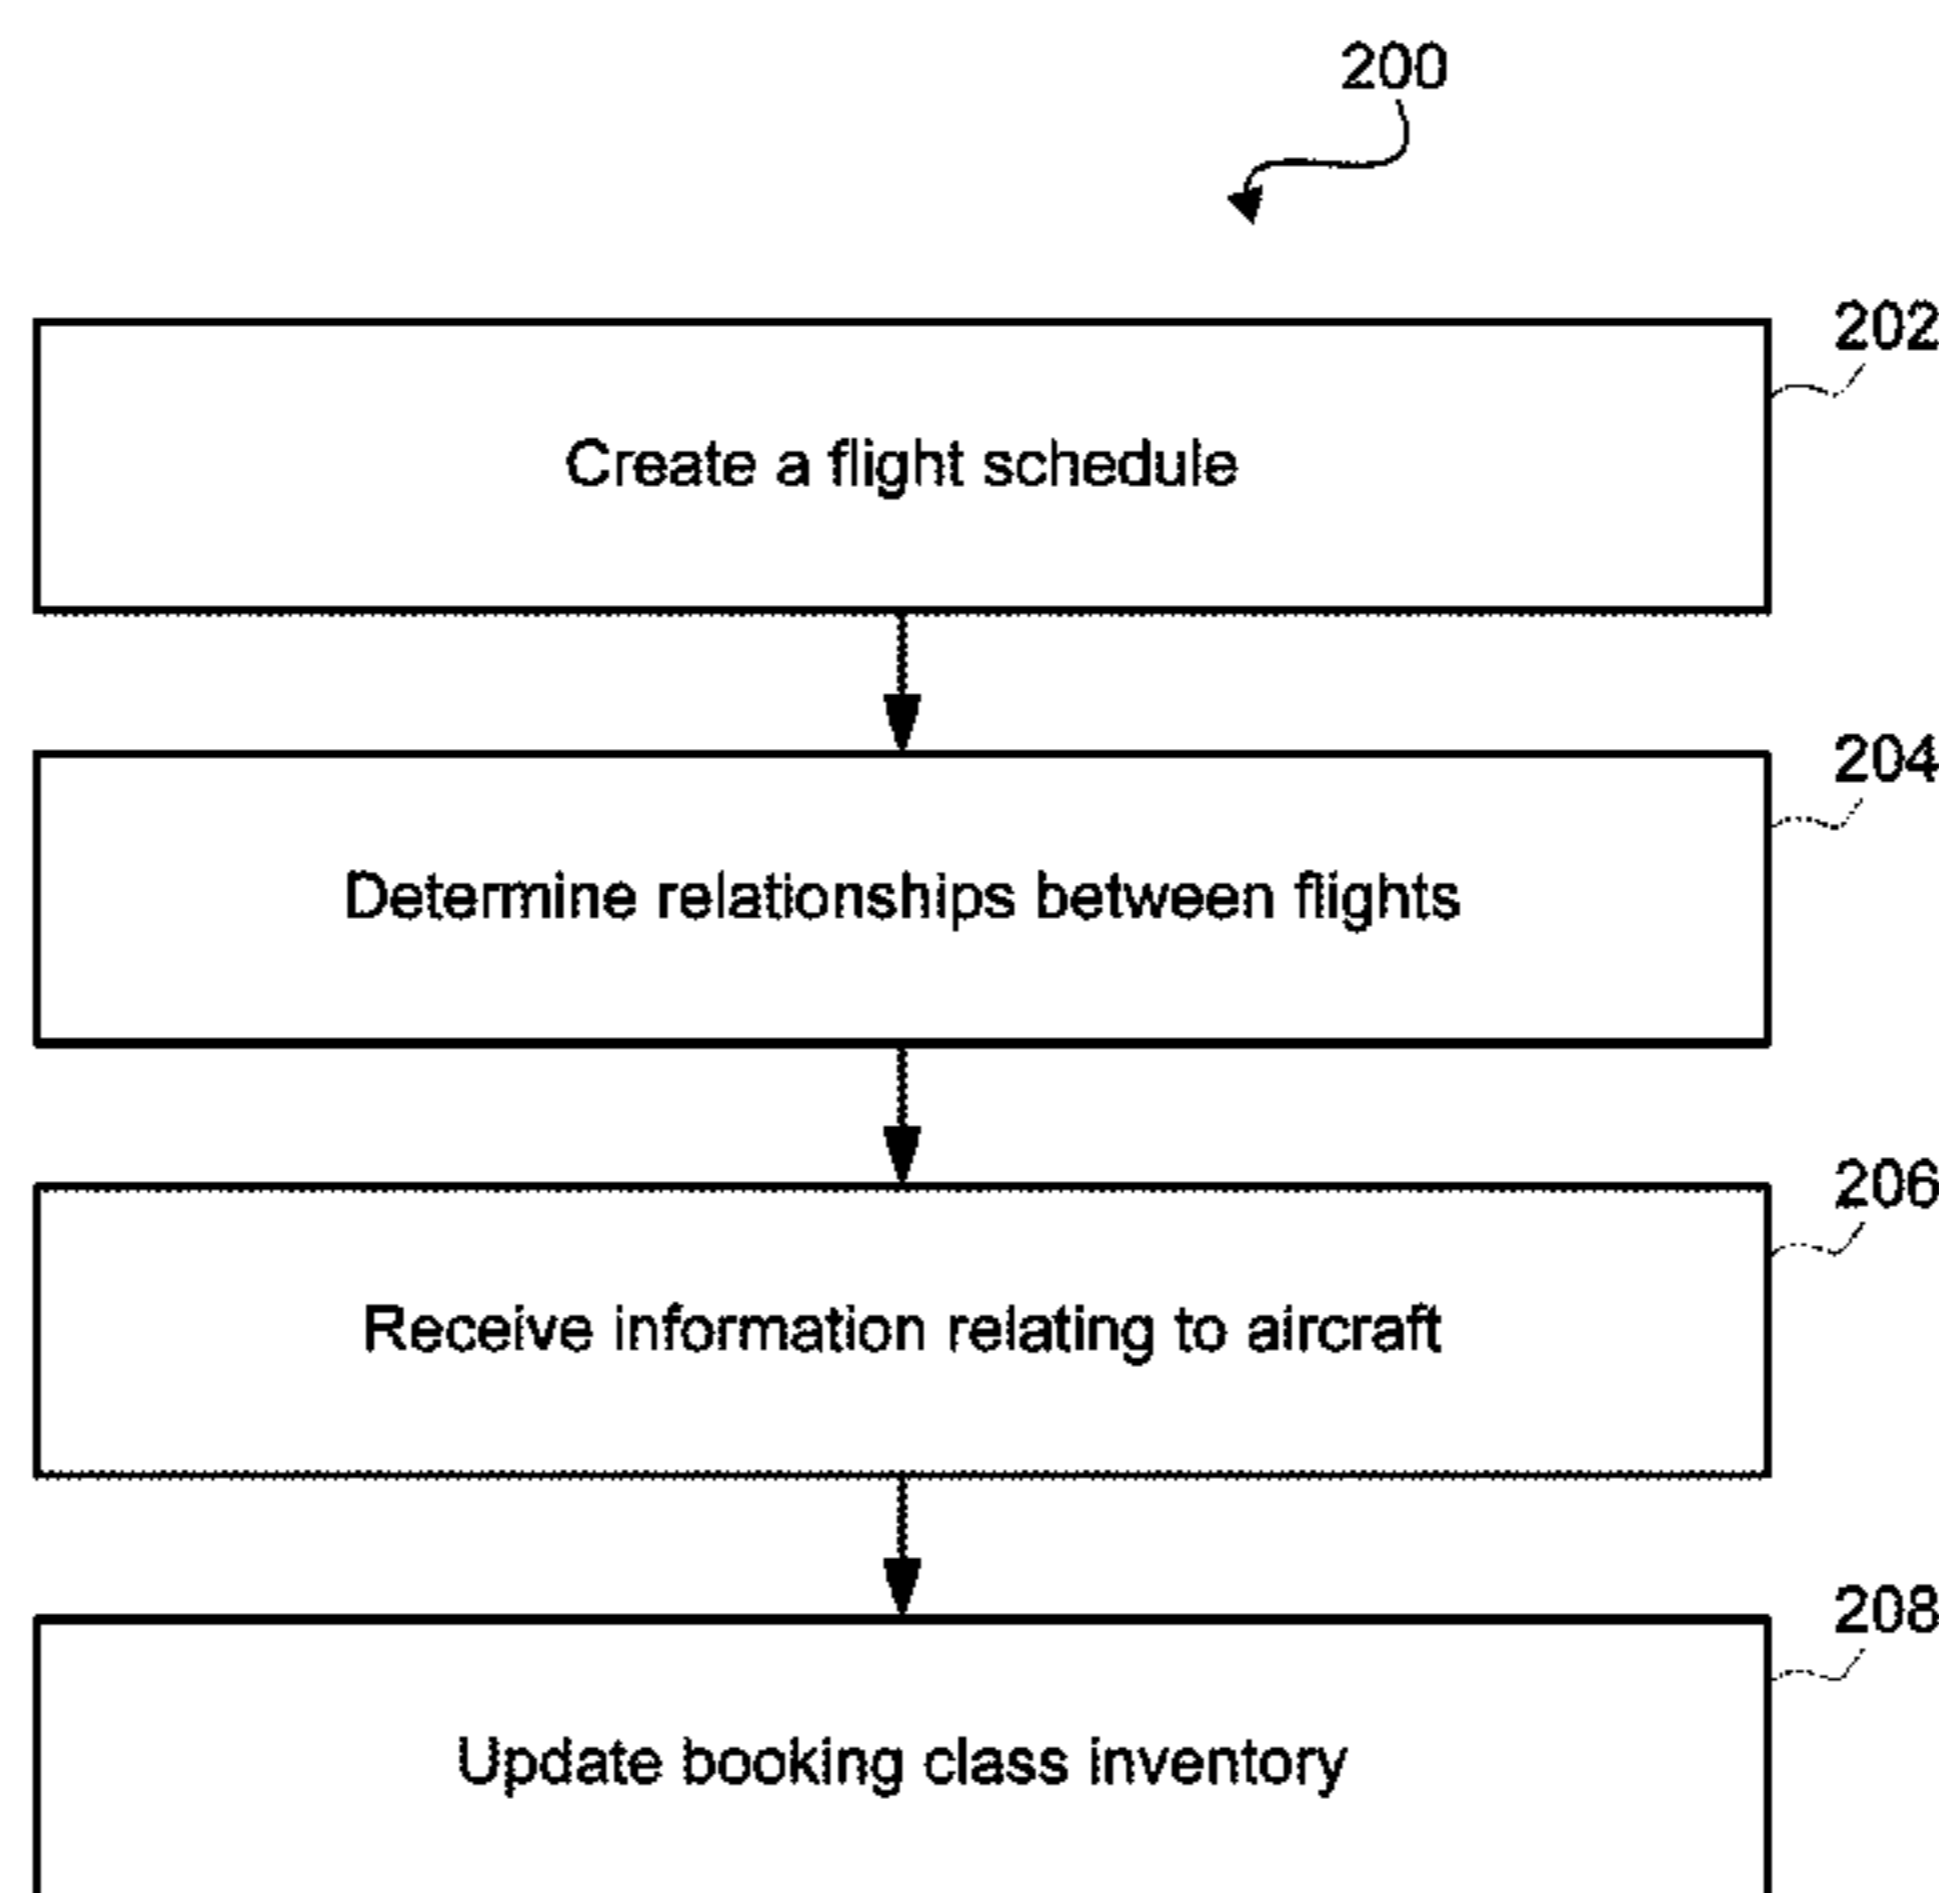 200
202
Create a flight schedule
204
Determine relationships between flights
206
Receive information relating to aircraft
208
Update booking class inventory